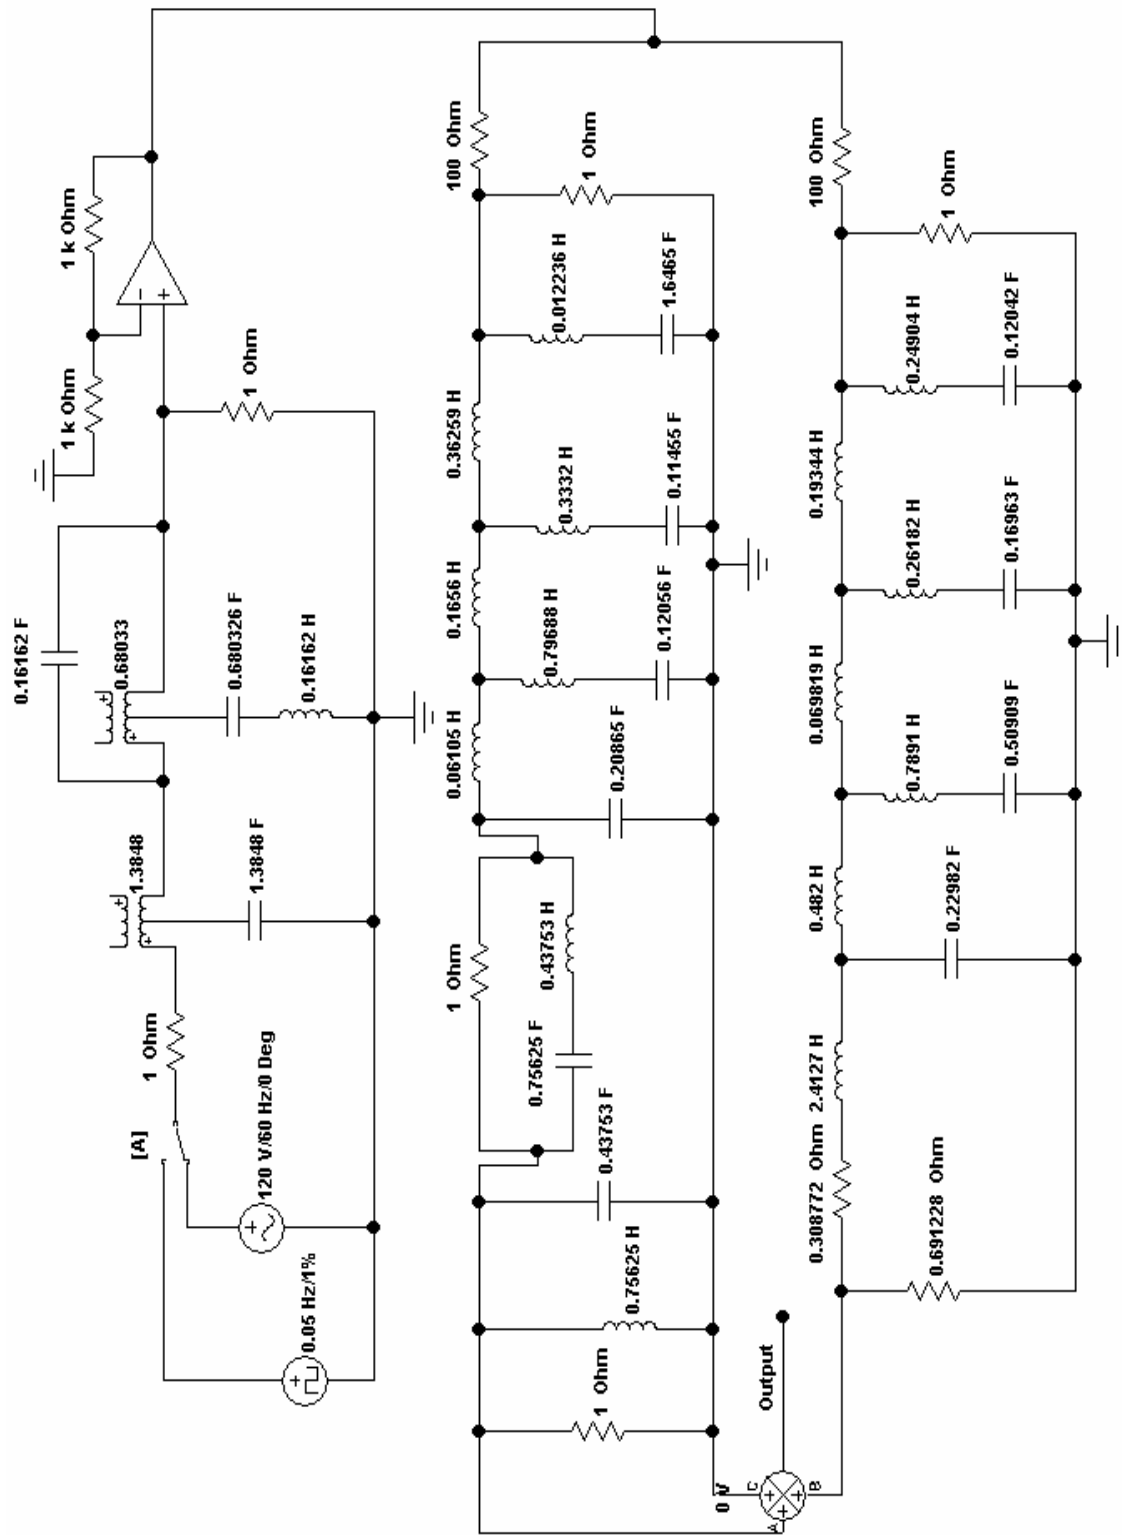 1 k Ohm
1 k Ohm
−
+
1 Ohm
0.16162 F
0.68033
+
+
0.680326 F
0.16162 H
1.3848
+
+
1.3848 F
1 Ohm
[A]
120 V/60 Hz/0 Deg
+
0.05 Hz/1%
+
100 Ohm
1 Ohm
0.012236 H
1.6465 F
0.36259 H
0.3332 H
0.11455 F
0.1656 H
0.79688 H
0.12056 F
0.06105 H
0.20865 F
1 Ohm
0.43753 H
0.75625 F
0.43753 F
0.75625 H
1 Ohm
Output
0 V
C
A
B
+
+
+
100 Ohm
1 Ohm
0.24904 H
0.12042 F
0.19344 H
0.26182 H
0.16963 F
0.069819 H
0.7891 H
0.50909 F
0.482 H
0.22982 F
0.308772 Ohm 2.4127 H
0.691228 Ohm